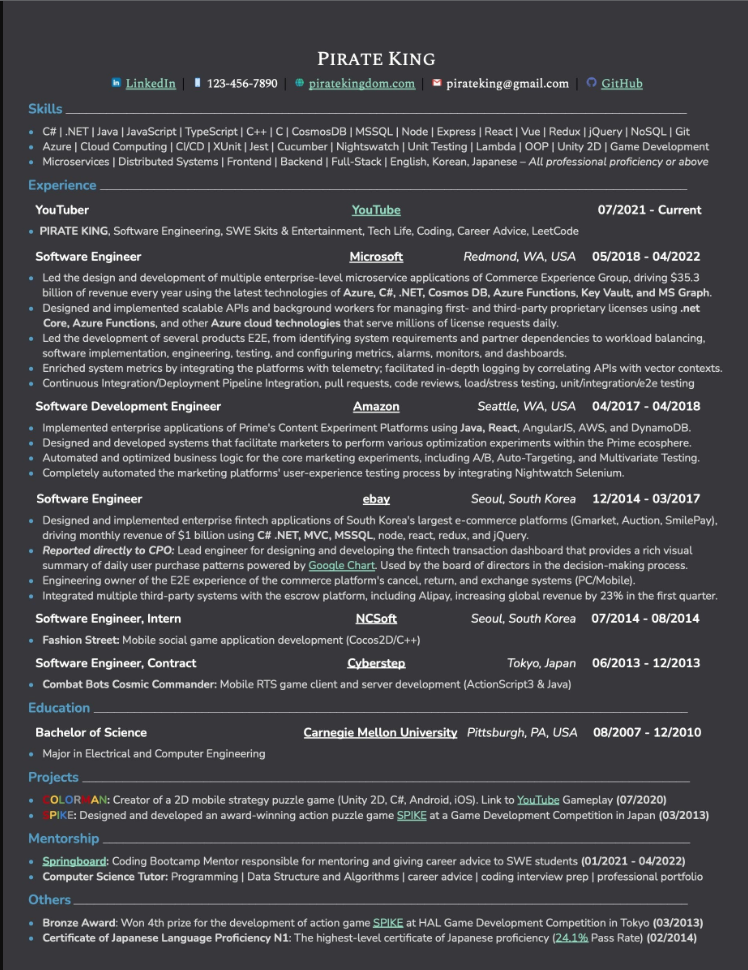 PIRATE KING
LinkedIn | 123-456-7890 | piratekingdom.com | pirateking@gmail.com | GitHub
Skills
• C# | .NET | Java | JavaScript | TypeScript | C++ | C | CosmosDB | MSSQL | Node | Express | React | Vue | Redux | jQuery | NoSQL | Git
• Azure | Cloud Computing | CI/CD | XUnit | Jest | Cucumber | Nightswatch | Unit Testing | Lambda | OOP | Unity 2D | Game Development
• Microservices | Distributed Systems | Frontend | Backend | Full-Stack | English, Korean, Japanese – All professional proficiency or above
Experience
YouTuber YouTube 07/2021 - Current
• PIRATE KING, Software Engineering, SWE Skits & Entertainment, Tech Life, Coding, Career Advice, LeetCode
Software Engineer Microsoft Redmond, WA, USA 05/2018 - 04/2022
• Led the design and development of multiple enterprise-level microservice applications of Commerce Experience Group, driving $35.3
billion of revenue every year using the latest technologies of Azure, C#, .NET, Cosmos DB, Azure Functions, Key Vault, and MS Graph.
• Designed and implemented scalable APIs and background workers for managing first- and third-party proprietary licenses using .net
Core, Azure Functions, and other Azure cloud technologies that serve millions of license requests daily.
• Led the development of several products E2E, from identifying system requirements and partner dependencies to workload balancing,
software implementation, engineering, testing, and configuring metrics, alarms, monitors, and dashboards.
• Enriched system metrics by integrating the platforms with telemetry; facilitated in-depth logging by correlating APIs with vector contexts.
• Continuous Integration/Deployment Pipeline Integration, pull requests, code reviews, load/stress testing, unit/integration/e2e testing
Software Development Engineer Amazon Seattle, WA, USA 04/2017 - 04/2018
• Implemented enterprise applications of Prime's Content Experiment Platforms using Java, React, AngularJS, AWS, and DynamoDB.
• Designed and developed systems that facilitate marketers to perform various optimization experiments within the Prime ecosphere.
• Automated and optimized business logic for the core marketing experiments, including A/B, Auto-Targeting, and Multivariate Testing.
• Completely automated the marketing platforms' user-experience testing process by integrating Nightwatch Selenium.
Software Engineer ebay Seoul, South Korea 12/2014 - 03/2017
• Designed and implemented enterprise fintech applications of South Korea's largest e-commerce platforms (Gmarket, Auction, SmilePay),
driving monthly revenue of $1 billion using C# .NET, MVC, MSSQL, node, react, redux, and jQuery.
• Reported directly to CPO: Lead engineer for designing and developing the fintech transaction dashboard that provides a rich visual
summary of daily user purchase patterns powered by Google Chart. Used by the board of directors in the decision-making process.
• Engineering owner of the E2E experience of the commerce platform's cancel, return, and exchange systems (PC/Mobile).
• Integrated multiple third-party systems with the escrow platform, including Alipay, increasing global revenue by 23% in the first quarter.
Software Engineer, Intern NCSoft Seoul, South Korea 07/2014 - 08/2014
• Fashion Street: Mobile social game application development (Cocos2D/C++)
Software Engineer, Contract Cyberstep Tokyo, Japan 06/2013 - 12/2013
• Combat Bots Cosmic Commander: Mobile RTS game client and server development (ActionScript3 & Java)
Education
Bachelor of Science Carnegie Mellon University Pittsburgh, PA, USA 08/2007 - 12/2010
• Major in Electrical and Computer Engineering
Projects
• COLORMAN: Creator of a 2D mobile strategy puzzle game (Unity 2D, C#, Android, iOS). Link to YouTube Gameplay (07/2020)
• SPIKE: Designed and developed an award-winning action puzzle game SPIKE at a Game Development Competition in Japan (03/2013)
Mentorship
• Springboard: Coding Bootcamp Mentor responsible for mentoring and giving career advice to SWE students (01/2021 - 04/2022)
• Computer Science Tutor: Programming | Data Structure and Algorithms | career advice | coding interview prep | professional portfolio
Others
• Bronze Award: Won 4th prize for the development of action game SPIKE at HAL Game Development Competition in Tokyo (03/2013)
• Certificate of Japanese Language Proficiency N1: The highest-level certificate of Japanese proficiency (24.1% Pass Rate) (02/2014)